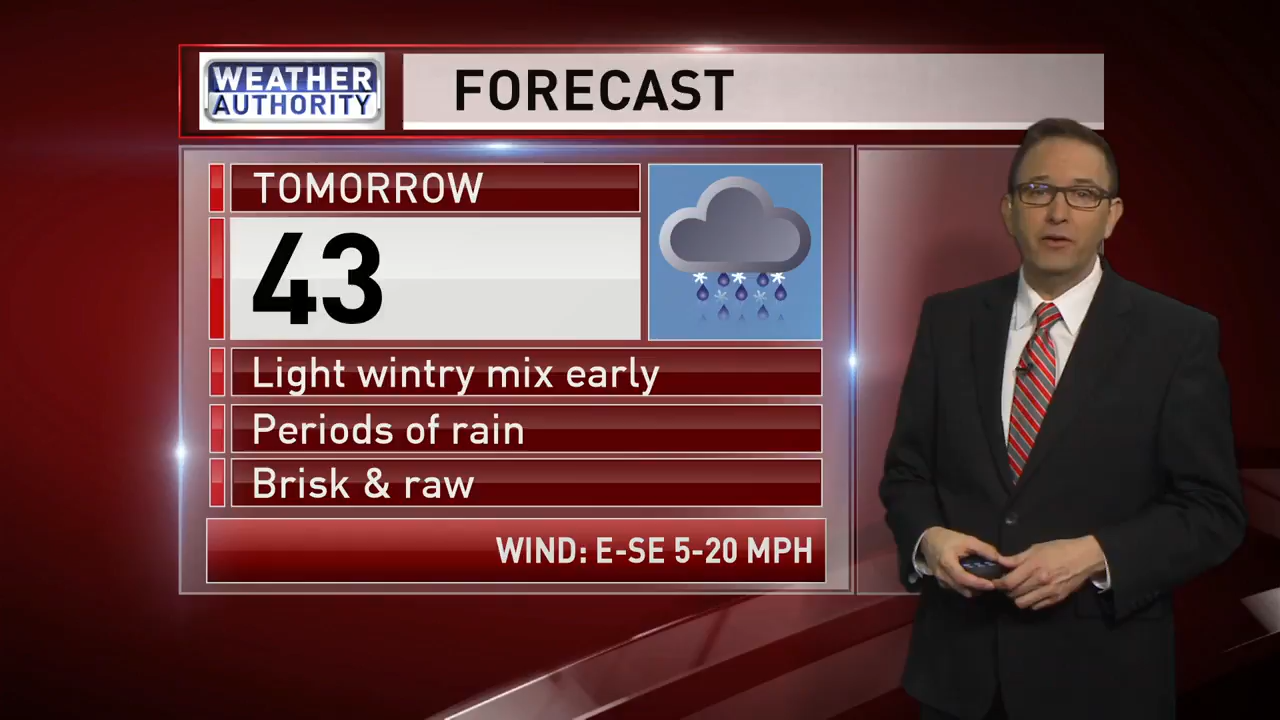 WEATHER
AUTHORITY
FORECAST
TOMORROW
43
Light wintry mix early
Periods of rain
Brisk & raw
WIND: E-SE 5-20 MPH